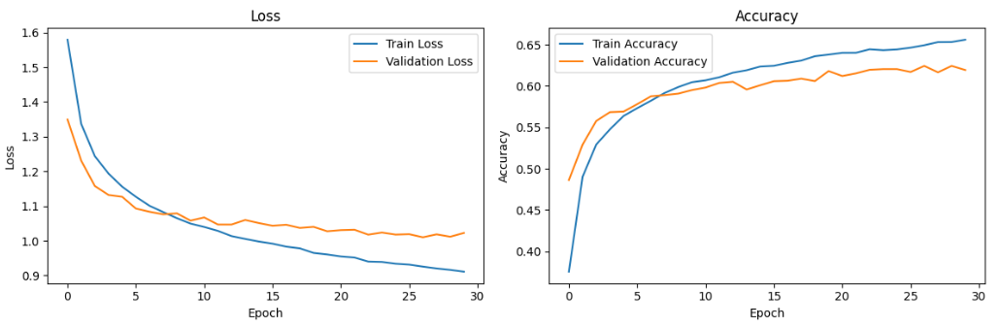 Loss
1.6
1.5
1.4
1.3
1.2
1.1
1.0
0.9
Loss
Train Loss
Validation Loss
0 5 10 15 20 25 30
Epoch
Accuracy
0.65
0.60
0.55
0.50
0.45
0.40
Accuracy
Train Accuracy
Validation Accuracy
0 5 10 15 20 25 30
Epoch